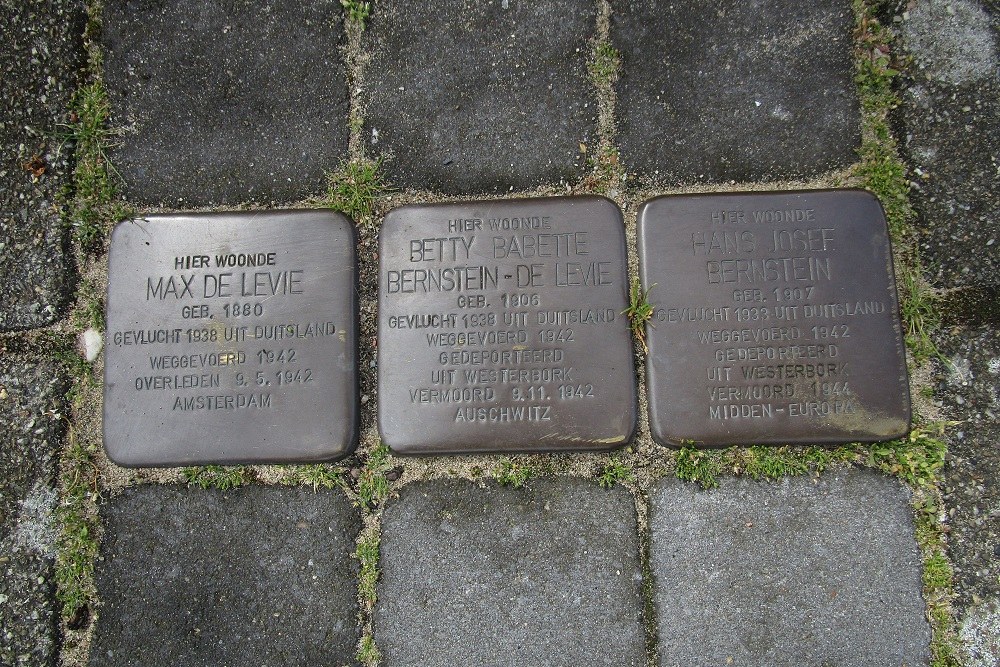 HIER WOONDE
MAX DE LEVIE
GEB. 1880
GEVLUCHT 1938 UIT DUITSLAND
WEGGEVOERD 1942
OVERLEDEN 9.5.1942
AMSTERDAM
HIER WOONDE
BETTY BABETTE
BERNSTEIN-DE LEVIE
GEB. 1906
GEVLUCHT 1938 UIT DUITSLAND
WEGGEVOERD 1942
GEDEPORTEERD
UIT WESTERBORK
VERMOORD 9.11.1942
AUSCHWITZ
HIER WOONDE
HANS JOSEF
BERNSTEIN
GEB. 1907
GEVLUCHT 1933 UIT DUITSLAND
WEGGEVOERD 1942
GEDEPORTEERD
UIT WESTERBORK
VERMOORD 1944
MIDDEN-EUROPA